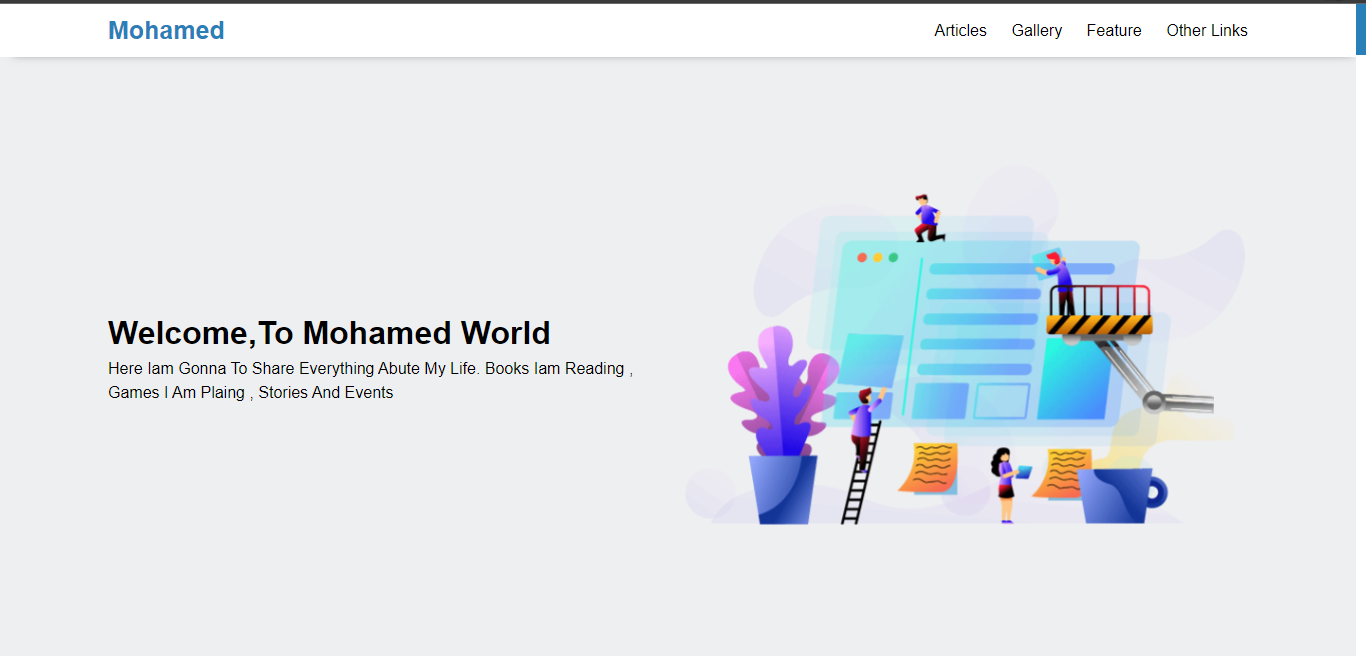 Mohamed
Articles Gallery Feature Other Links
Welcome,To Mohamed World
Here Iam Gonna To Share Everything Abute My Life. Books Iam Reading ,
Games I Am Plaing , Stories And Events